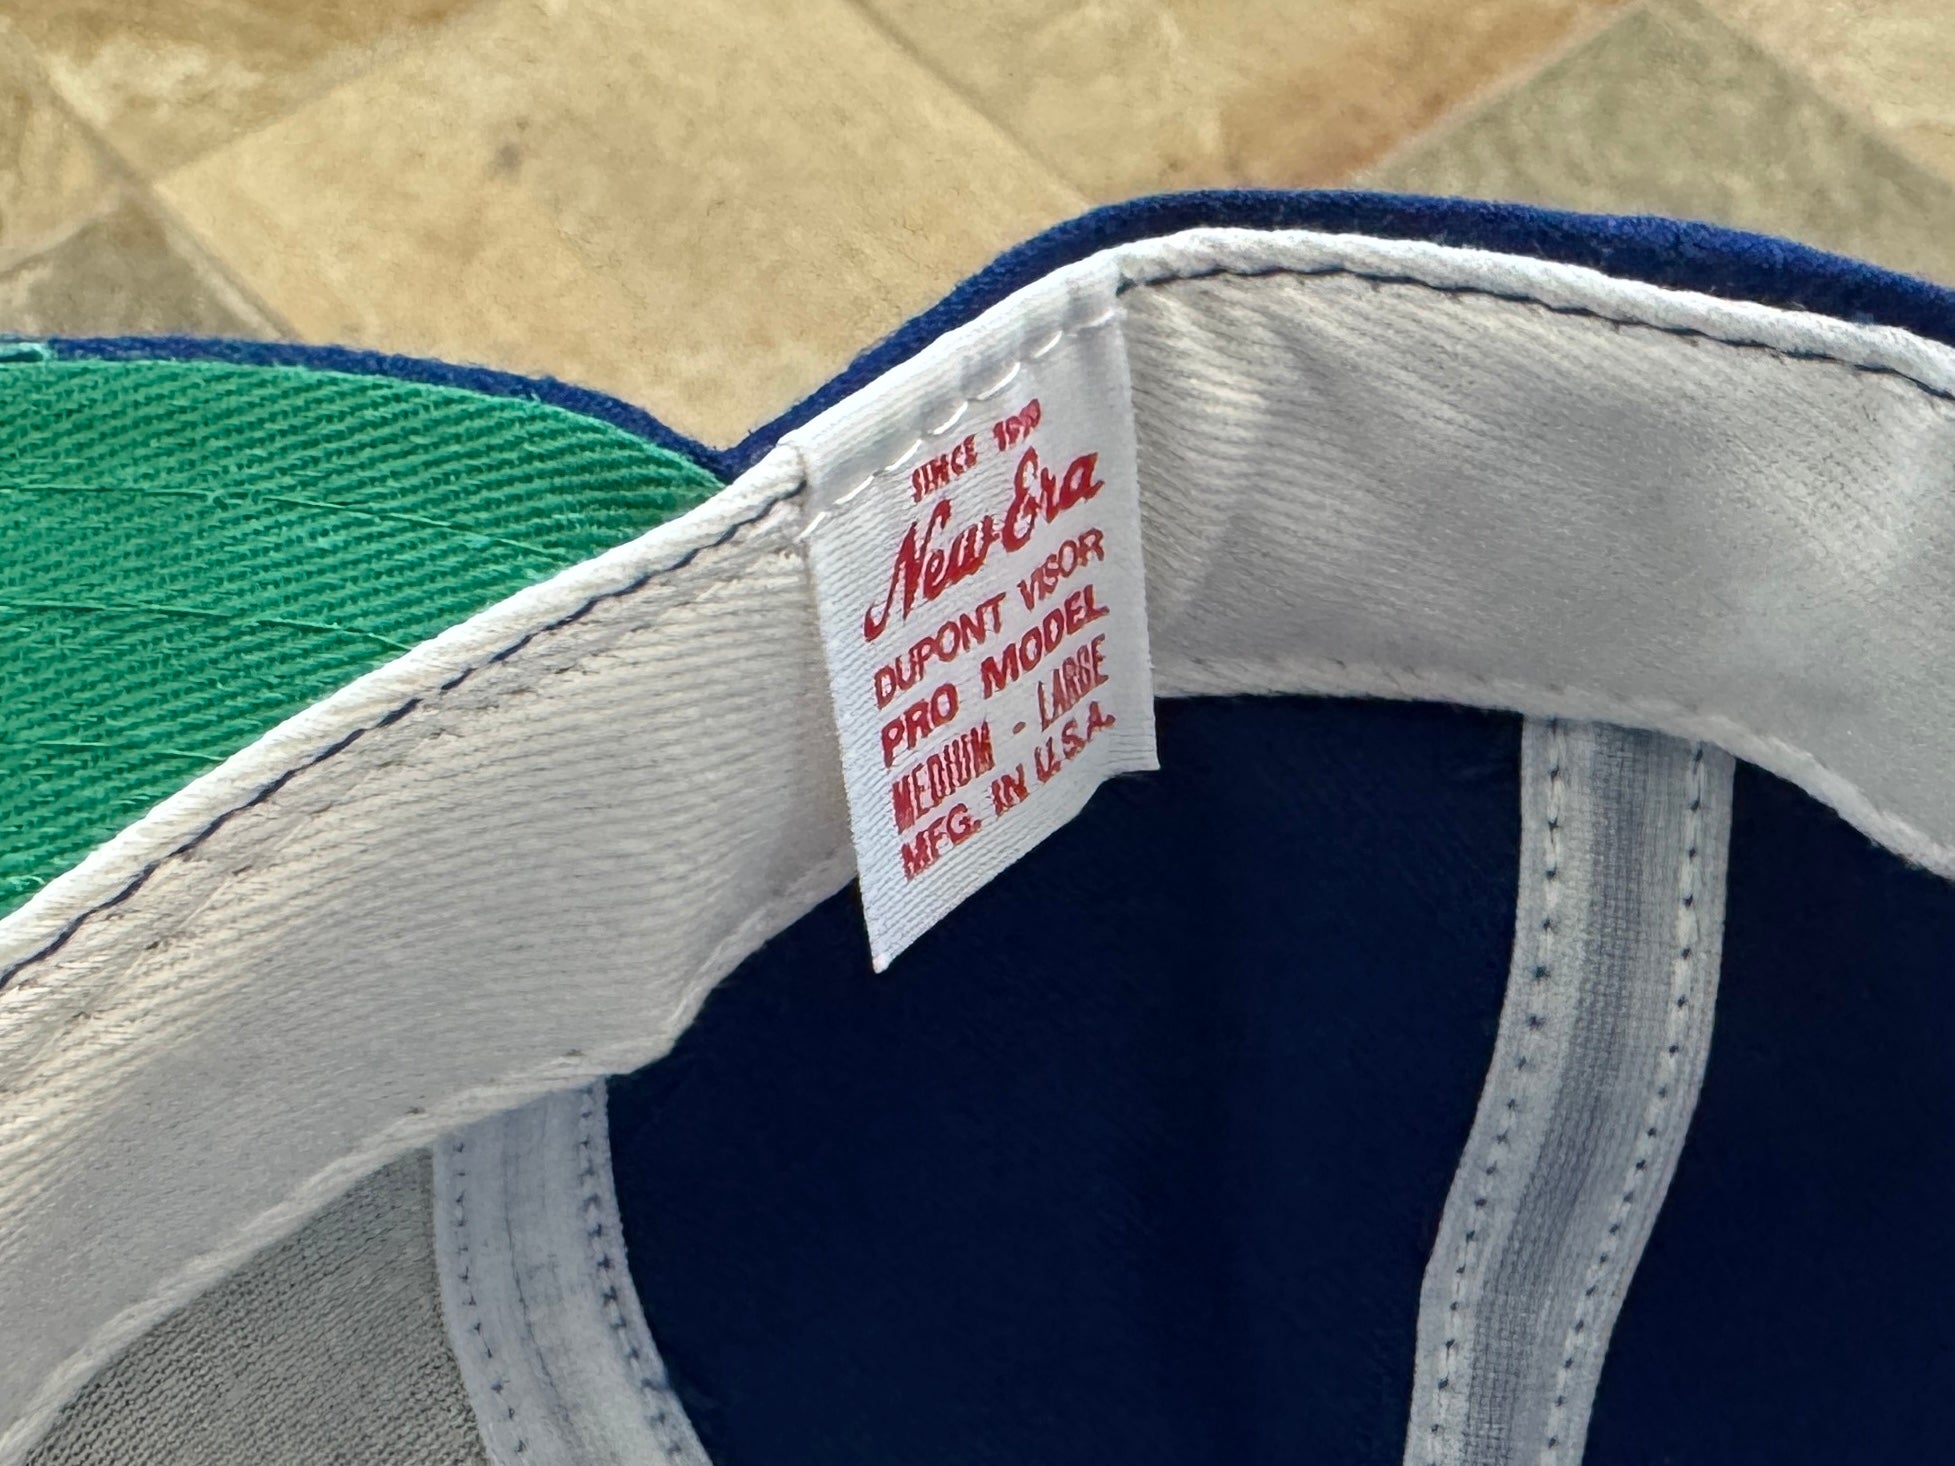 SINCE 1920
New Era
DUPONT VISOR
PRO MODEL
MEDIUM - LARGE
MFG. IN U.S.A.